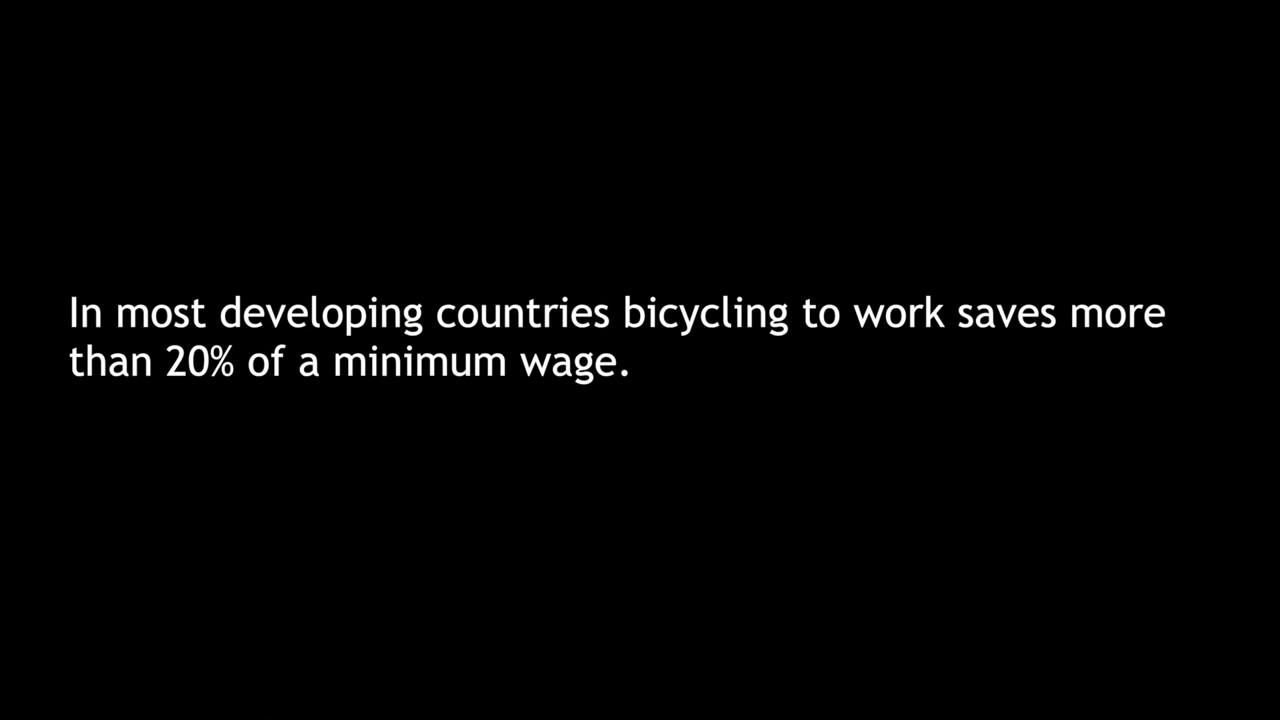 In most developing countries bicycling to work saves more
than 20% of a minimum wage.